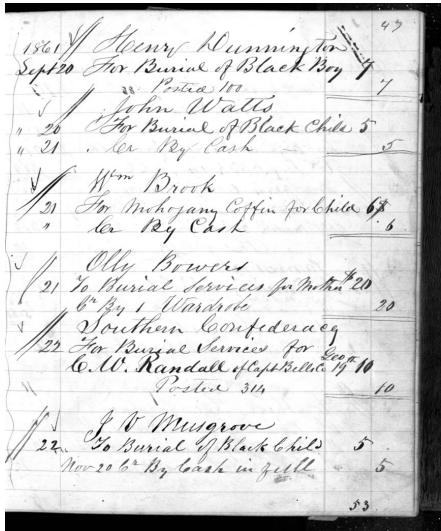 47
1861 Henry Dunnington
Sept 20 For Burial of Black Boy 7
Posted 100 7
John Watts
" 20 For Burial of Black Child 5
" 21 . Cr By Cash 5
Wm Brook
21 For Mohogany Coffin for Child 6
" Cr By Cash 6
Olly Bowers
21 To Burial Services for Mother $20
Cr By 1 Wardrobe 20
Southern Confederacy
22 For Burial Services for
C. W. Randall of Capt Bells Co 19th Geo 10
" Posted 314 10
J V Musgrove
22 To Burial of Black Child 5
Nov 20 Cr By Cash in full 5
53